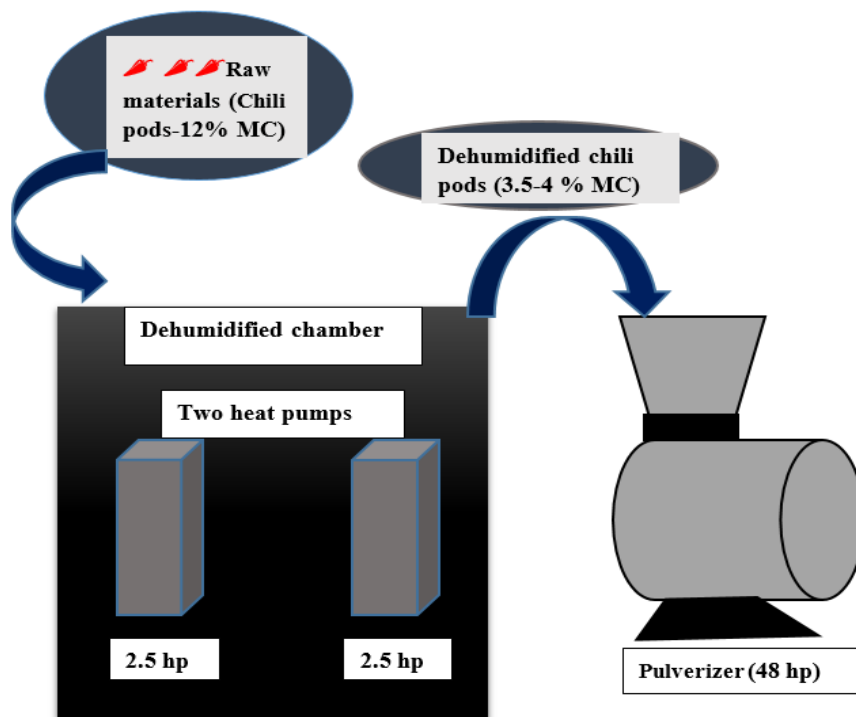 Raw
materials (Chili
pods-12% MC)
Dehumidified chili
pods (3.5-4 % MC)
Dehumidified chamber
Two heat pumps
2.5 hp
2.5 hp
Pulverizer (48 hp)